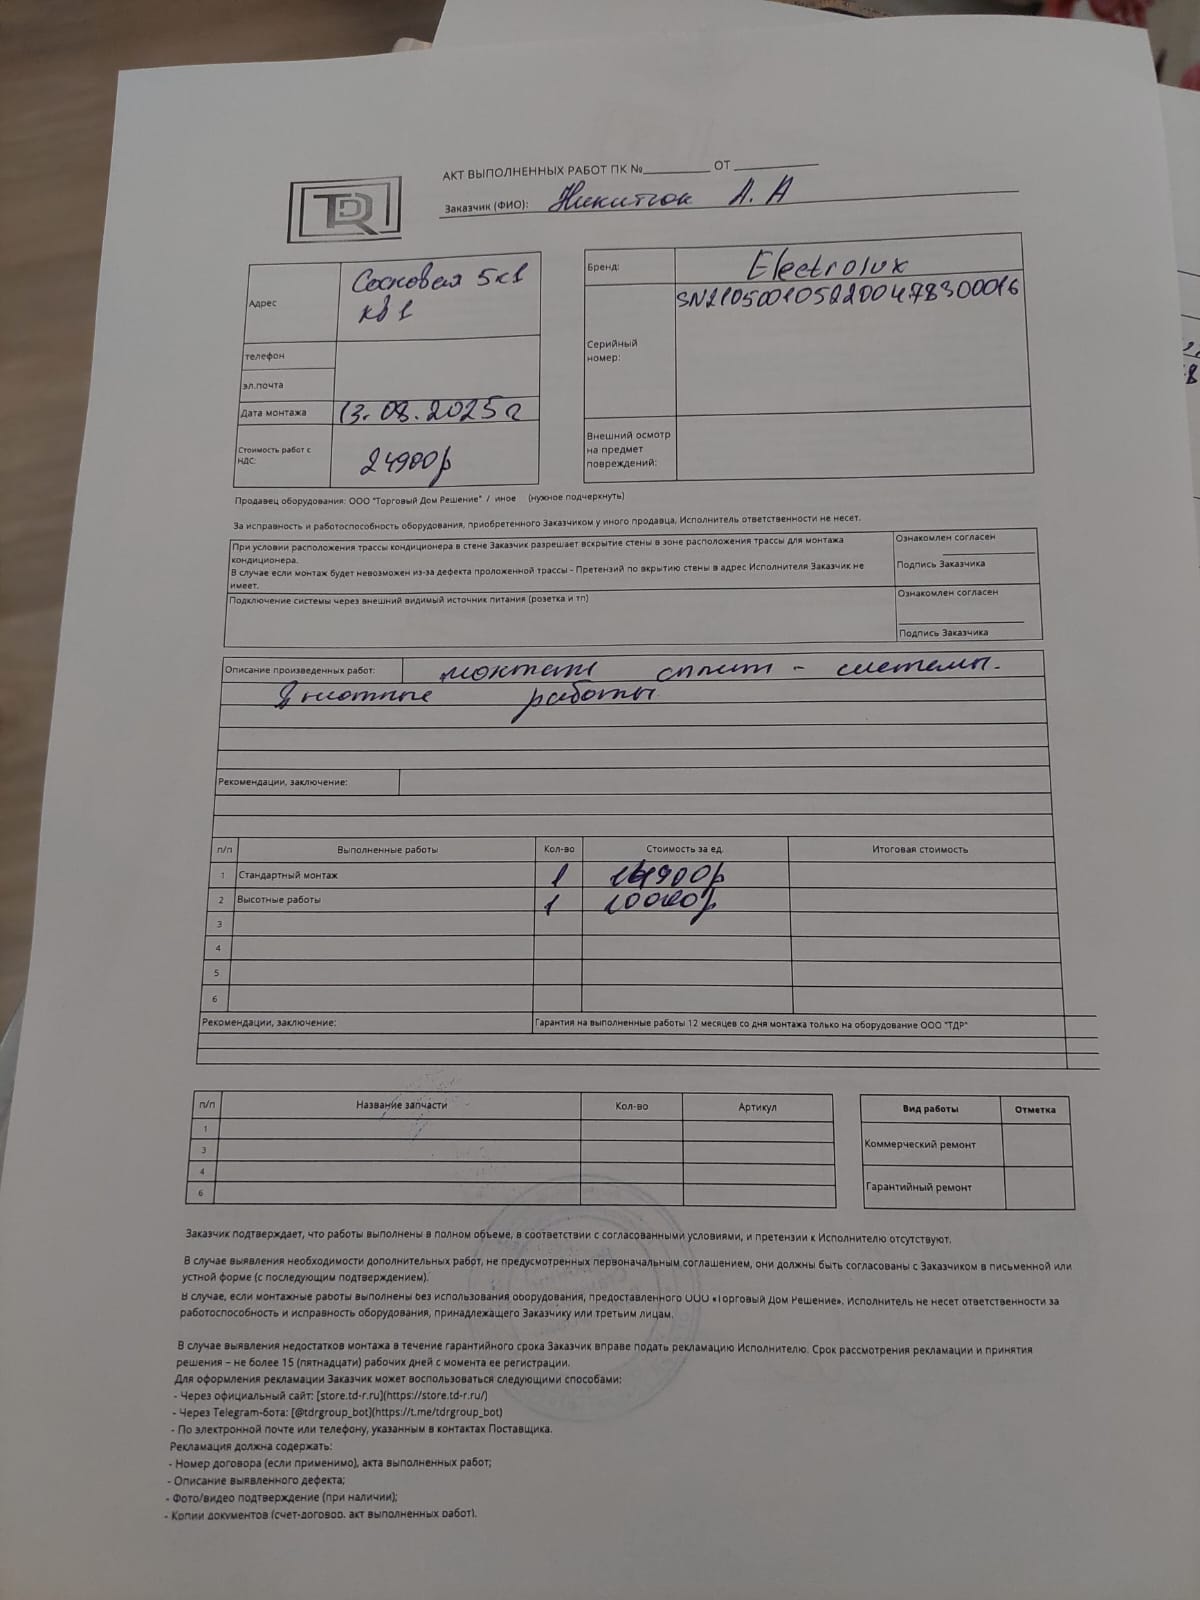 АКТ ВЫПОЛНЕННЫХ РАБОТ ПК №________ ОТ __________
TDR
Заказчик (ФИО): Никитюк А. А
Адрес Сосновая 5к1
кв 1
телефон
эл.почта
Дата монтажа 13.08.2025г
Стоимость работ с НДС: 24900р
Бренд: Electrolux
Серийный номер: SN2105001052200478300016
Внешний осмотр на предмет повреждений:
Продавец оборудования: ООО "Торговый Дом Решение" / иное (нужное подчеркнуть)
За исправность и работоспособность оборудования, приобретенного Заказчиком у иного продавца, Исполнитель ответственности не несет.
При условии расположения трассы кондиционера в стене Заказчик разрешает вскрытие стены в зоне расположения трассы для монтажа
кондиционера.
В случае если монтаж будет невозможен из-за дефекта проложенной трассы - Претензий по вкрытию стены в адрес Исполнителя Заказчик не
имеет.
Ознакомлен согласен
Подпись Заказчика
Подключение системы через внешний видимый источник питания (розетка и тп)
Ознакомлен согласен
Подпись Заказчика
Описание произведенных работ: монтаж сплит - системы.
Высотные работы
Рекомендации, заключение:
п/п Выполненные работы Кол-во Стоимость за ед. Итоговая стоимость
1 Стандартный монтаж 1 14900р
2 Высотные работы 1 10000р
3
4
5
6
Рекомендации, заключение: Гарантия на выполненные работы 12 месяцев со дня монтажа только на оборудование ООО "ТДР"
п/п Название запчасти Кол-во Артикул
1
3
4
6
Вид работы Отметка
Коммерческий ремонт
Гарантийный ремонт
Заказчик подтверждает, что работы выполнены в полном объеме, в соответствии с согласованными условиями, и претензии к Исполнителю отсутствуют.
В случае выявления необходимости дополнительных работ, не предусмотренных первоначальным соглашением, они должны быть согласованы с Заказчиком в письменной или
устной форме (с последующим подтверждением).
В случае, если монтажные работы выполнены без использования оборудования, предоставленного ООО «Торговый Дом Решение», Исполнитель не несет ответственности за
работоспособность и исправность оборудования, принадлежащего Заказчику или третьим лицам.
В случае выявления недостатков монтажа в течение гарантийного срока Заказчик вправе подать рекламацию Исполнителю. Срок рассмотрения рекламации и принятия
решения – не более 15 (пятнадцати) рабочих дней с момента ее регистрации.
Для оформления рекламации Заказчик может воспользоваться следующими способами:
- Через официальный сайт: [store.td-r.ru](https://store.td-r.ru/)
- Через Telegram-бота: [@tdrgroup_bot](https://t.me/tdrgroup_bot)
- По электронной почте или телефону, указанным в контактах Поставщика.
Рекламация должна содержать:
- Номер договора (если применимо), акта выполненных работ;
- Описание выявленного дефекта;
- Фото/видео подтверждение (при наличии);
- Копии документов (счет-договор, акт выполненных работ).